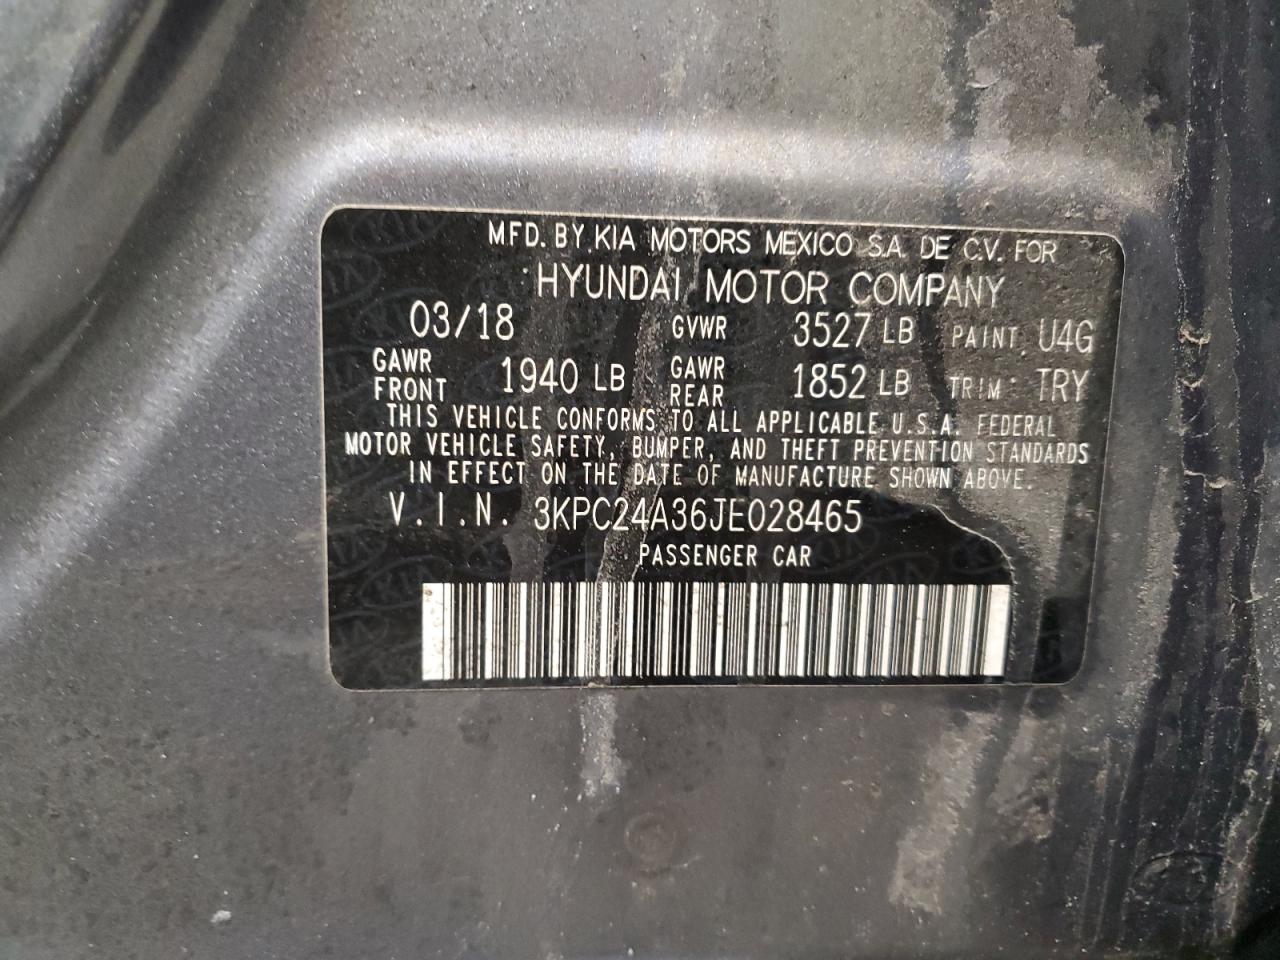 MFD. BY KIA MOTORS MEXICO S.A. DE C.V. FOR
HYUNDAI MOTOR COMPANY
03/18 GVWR 3527 LB PAINT: U4G
GAWR FRONT 1940 LB GAWR REAR 1852 LB TRIM: TRY
THIS VEHICLE CONFORMS TO ALL APPLICABLE U.S.A. FEDERAL
MOTOR VEHICLE SAFETY, BUMPER, AND THEFT PREVENTION STANDARDS
IN EFFECT ON THE DATE OF MANUFACTURE SHOWN ABOVE.
V.I.N. 3KPC24A36JE028465
PASSENGER CAR